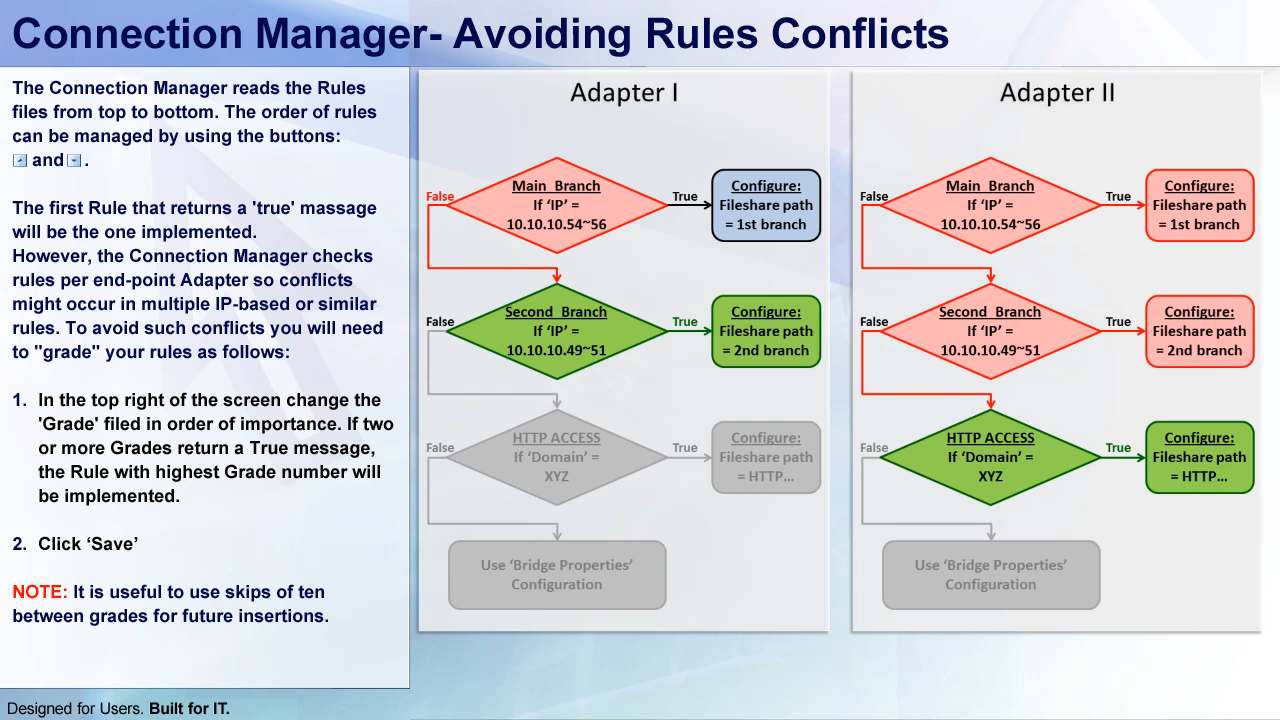 Connection Manager- Avoiding Rules Conflicts
The Connection Manager reads the Rules
files from top to bottom. The order of rules
can be managed by using the buttons:
and .
The first Rule that returns a 'true' massage
will be the one implemented.
However, the Connection Manager checks
rules per end-point Adapter so conflicts
might occur in multiple IP-based or similar
rules. To avoid such conflicts you will need
to "grade" your rules as follows:
1. In the top right of the screen change the
'Grade' filed in order of importance. If two
or more Grades return a True message,
the Rule with highest Grade number will
be implemented.
2. Click ‘Save’
NOTE: It is useful to use skips of ten
between grades for future insertions.
Adapter I
False
Main_Branch
If ‘IP’ =
10.10.10.54~56
True
Configure:
Fileshare path
= 1st branch
False
Second_Branch
If ‘IP’ =
10.10.10.49~51
True
Configure:
Fileshare path
= 2nd branch
False
HTTP ACCESS
If ‘Domain’ =
XYZ
True
Configure:
Fileshare path
= HTTP...
Use ‘Bridge Properties’
Configuration
Adapter II
False
Main_Branch
If ‘IP’ =
10.10.10.54~56
True
Configure:
Fileshare path
= 1st branch
False
Second_Branch
If ‘IP’ =
10.10.10.49~51
True
Configure:
Fileshare path
= 2nd branch
False
HTTP ACCESS
If ‘Domain’ =
XYZ
True
Configure:
Fileshare path
= HTTP...
Use ‘Bridge Properties’
Configuration
Designed for Users. Built for IT.